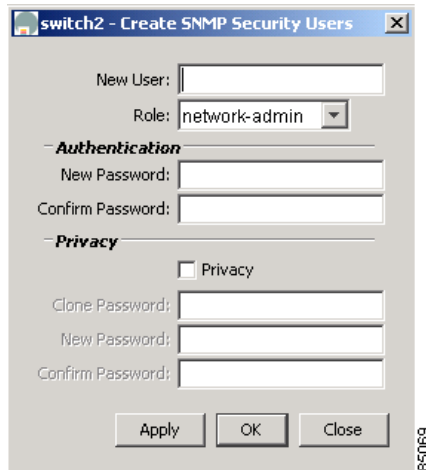 switch2 - Create SNMP Security Users
New User:
Role: network-admin
Authentication
New Password:
Confirm Password:
Privacy
Privacy
Clone Password:
New Password:
Confirm Password:
Apply OK Close
85069